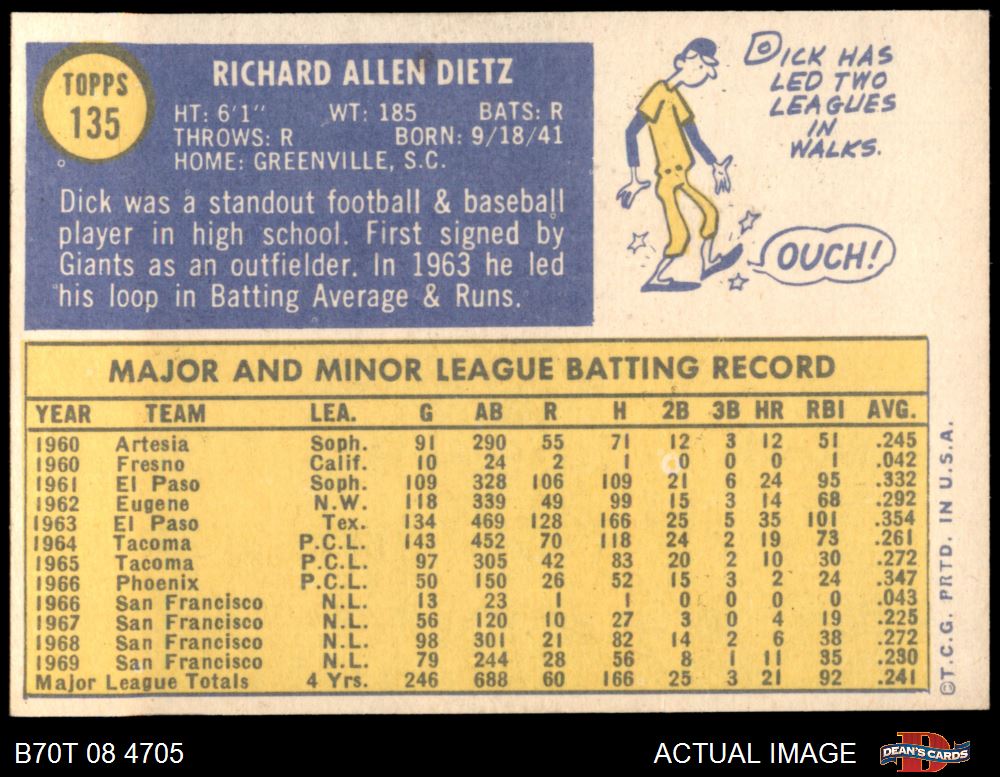 TOPPS
135
RICHARD ALLEN DIETZ
HT: 6'1" WT: 185 BATS: R
THROWS: R BORN: 9/18/41
HOME: GREENVILLE, S.C.
Dick was a standout football & baseball
player in high school. First signed by
Giants as an outfielder. In 1963 he led
his loop in Batting Average & Runs.
DICK HAS
LED TWO
LEAGUES
IN
WALKS.
OUCH!
MAJOR AND MINOR LEAGUE BATTING RECORD
YEAR TEAM LEA. G AB R H 2B 3B HR RBI AVG.
1960 Artesia Soph. 91 290 55 71 12 3 12 51 .245
1960 Fresno Calif. 10 24 2 1 0 0 0 1 .042
1961 El Paso Soph. 109 328 106 109 21 6 24 95 .332
1962 Eugene N.W. 118 339 49 99 15 3 14 68 .292
1963 El Paso Tex. 134 469 128 166 25 5 35 101 .354
1964 Tacoma P.C.L. 143 452 70 118 24 2 19 73 .261
1965 Tacoma P.C.L. 97 305 42 83 20 2 10 30 .272
1966 Phoenix P.C.L. 50 150 26 52 15 3 2 24 .347
1966 San Francisco N.L. 13 23 1 1 0 0 0 0 .043
1967 San Francisco N.L. 56 120 10 27 3 0 4 19 .225
1968 San Francisco N.L. 98 301 21 82 14 2 6 38 .272
1969 San Francisco N.L. 79 244 28 56 8 1 11 35 .230
Major League Totals 4 Yrs. 246 688 60 166 25 3 21 92 .241
©T.C.G. PRTD. IN U.S.A.
B70T 08 4705
ACTUAL IMAGE
DEAN'S CARDS